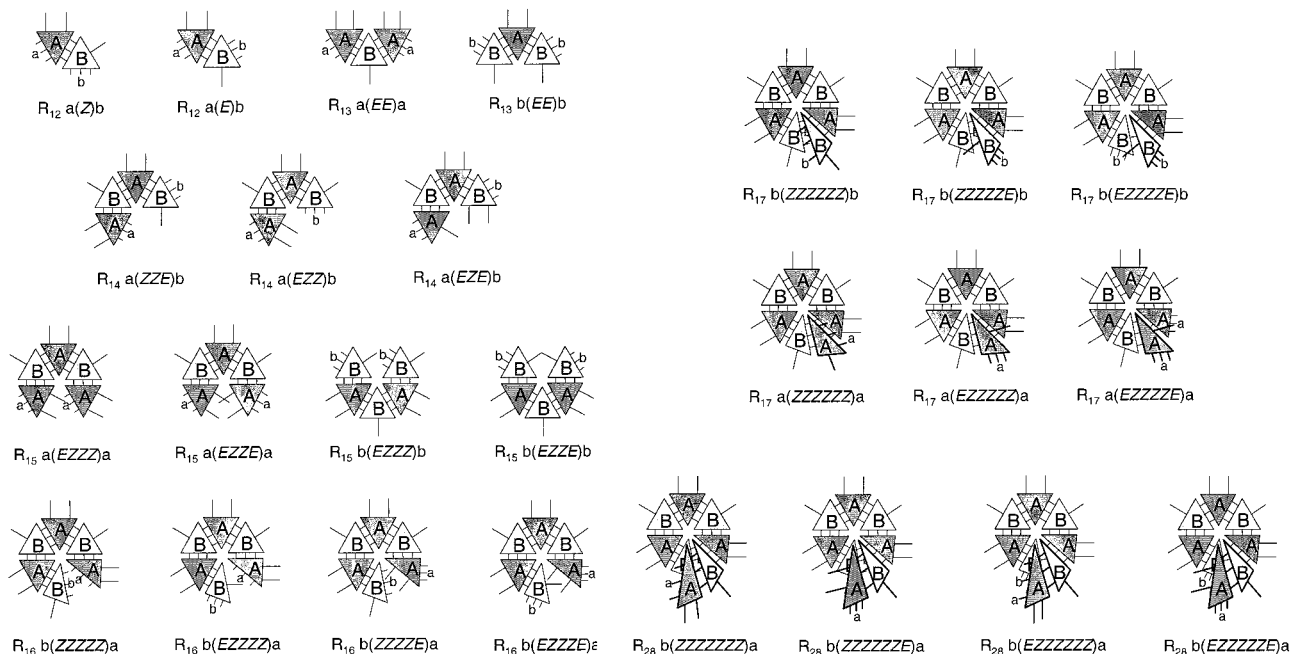 a A B b
a A B b
a A B A a
b B A B b
R₁₂ a(Z)b
R₁₂ a(E)b
R₁₃ a(EE)a
R₁₃ b(EE)b
A B B b A a
A B B b A a
A B B b A a
R₁₄ a(ZZE)b
R₁₄ a(EZZ)b
R₁₄ a(EZE)b
A B B A a a A
A B B A a a A
b b B B A A B
b b B B A A B
R₁₅ a(EZZZ)a
R₁₅ a(EZZE)a
R₁₅ b(EZZZ)b
R₁₅ b(EZZE)b
A B B A b a A B
A B B A a A B b
A B B A b A a B
A B B A A a B b
R₁₆ b(ZZZZZ)a
R₁₆ b(EZZZZ)a
R₁₆ b(ZZZZE)a
R₁₆ b(EZZZE)a
A B B A A B b B b
A B B A A B b B b
A B B A A B B b b
R₁₇ b(ZZZZZZ)b
R₁₇ b(ZZZZZE)b
R₁₇ b(EZZZZE)b
A B B A A B A a
A B B A A B A a
A B B A A a B A a
R₁₇ a(ZZZZZZ)a
R₁₇ a(EZZZZZ)a
R₁₇ a(EZZZZE)a
A B B A A B a A
A B B A A B A a
A B B A A b B a A
A B B A A b B A a
R₂₈ b(ZZZZZZZ)a
R₂₈ b(ZZZZZZE)a
R₂₈ b(EZZZZZZ)a
R₂₈ b(EZZZZZE)a